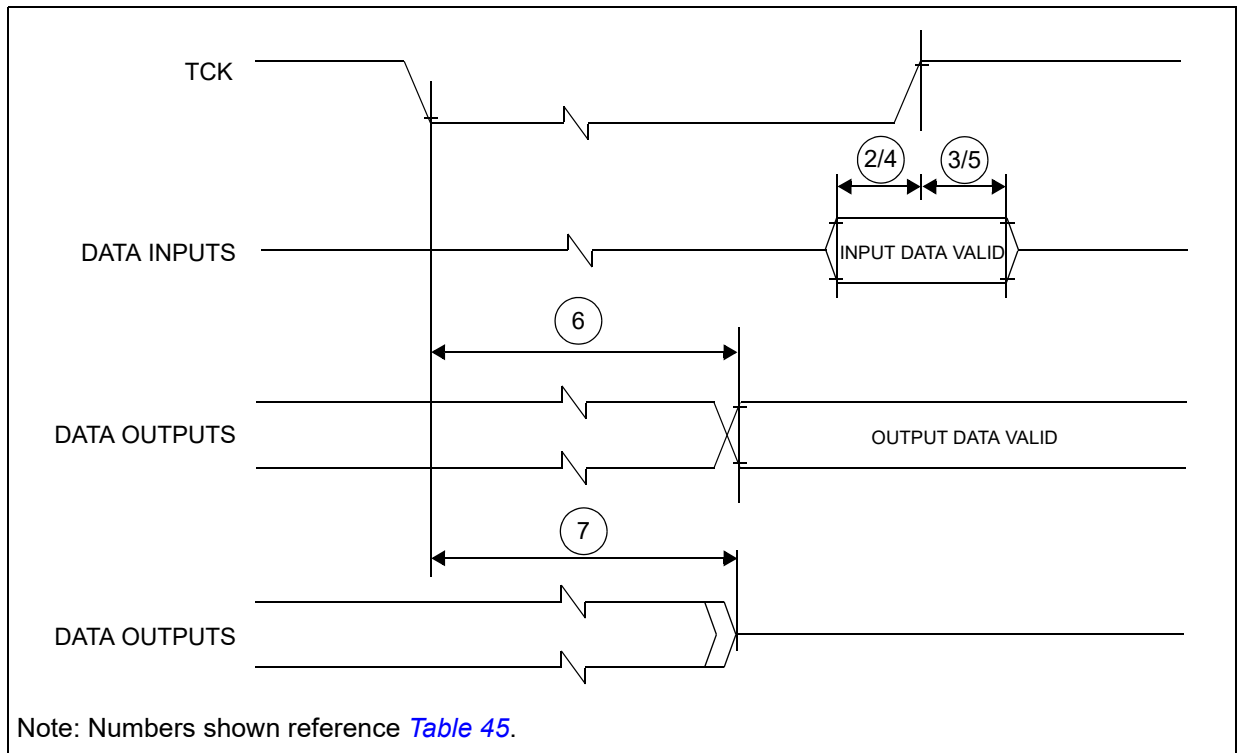 TCK
2/4
3/5
DATA INPUTS
INPUT DATA VALID
6
DATA OUTPUTS
OUTPUT DATA VALID
7
DATA OUTPUTS
Note: Numbers shown reference Table 45.